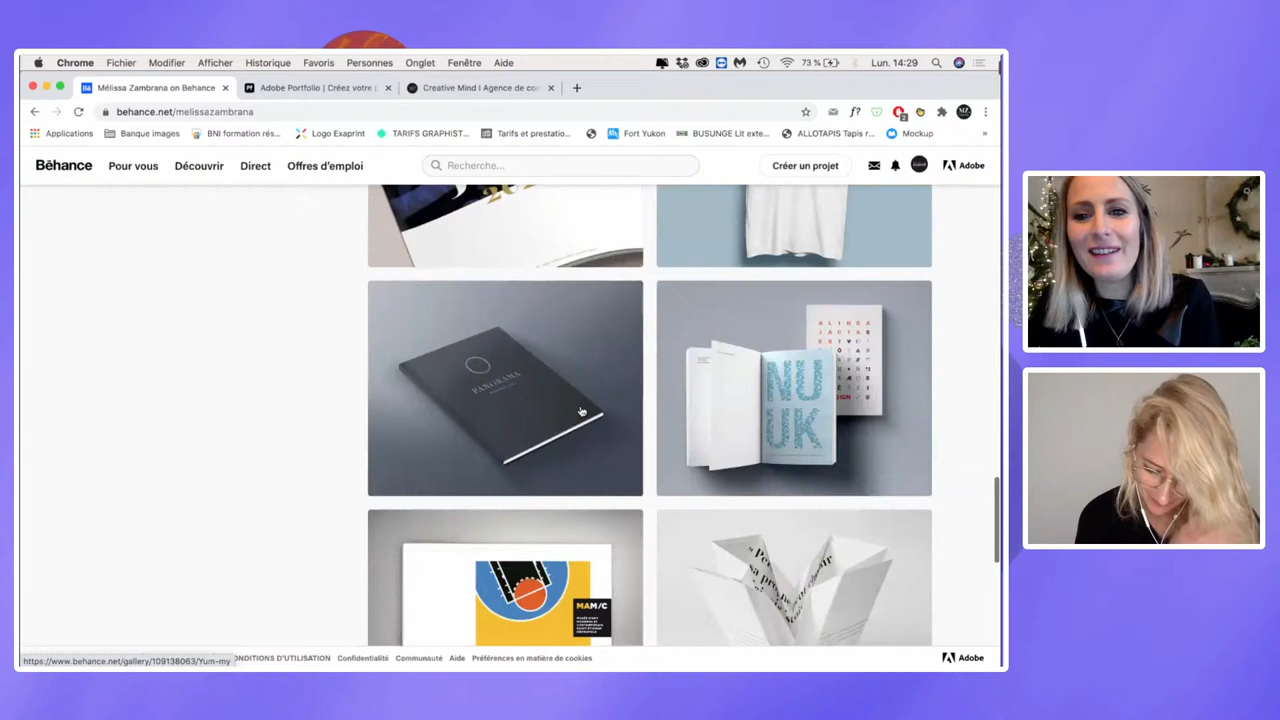 Chrome Fichier Modifier Afficher Historique Favoris Personnes Onglet Fenêtre Aide 73 % Lun. 14:29
Mélissa Zambrana on Behance Adobe Portfolio | Créez votre Creative Mind I Agence de co
behance.net/melissazambrana
Applications Banque images BNI formation rés... Logo Exaprint TARIFS GRAPHIST... Tarifs et prestatio... Fort Yukon BUSUNGE Lit exte... ALLOTAPIS Tapis r... Mockup »
Bēhance Pour vous Découvrir Direct Offres d'emploi Recherche... Créer un projet Adobe
PANORAMA
NU
UK
ALINEA
JACTA
EST
MAM/C
https://www.behance.net/gallery/109138063/Yum-my ONDITIONS D'UTILISATION Confidentialité Communauté Aide Préférences en matière de cookies Adobe